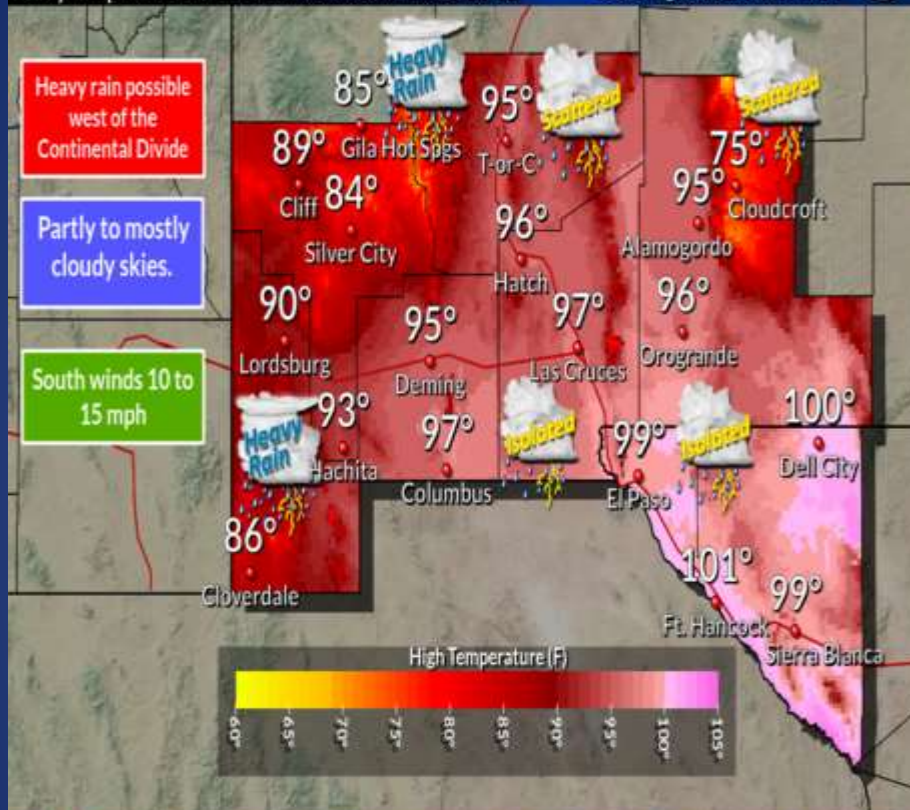 Heavy rain possible
west of the
Continental Divide
Partly to mostly
cloudy skies.
South winds 10 to
15 mph
85°
Heavy
Rain
Gila Hot Spgs
95°
T-or-C
Scattered
Scattered
75°
Cloudcroft
89°
Cliff
84°
Silver City
96°
Hatch
95°
Alamogordo
90°
Lordsburg
95°
Deming
97°
Las Cruces
96°
Orogrande
Heavy
Rain
93°
Hachita
97°
Columbus
Isolated
99°
El Paso
Isolated
100°
Dell City
86°
Cloverdale
101°
Ft. Hancock
99°
Sierra Blanca
High Temperature (F)
60° 65° 70° 75° 80° 85° 90° 95° 100° 105°